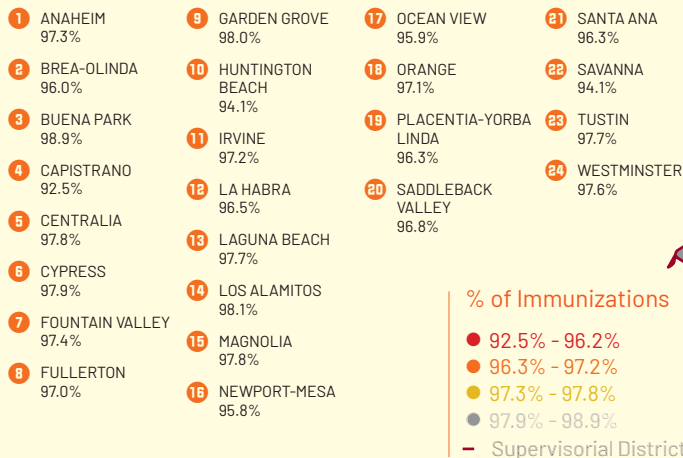 1 ANAHEIM
97.3%
2 BREA-OLINDA
96.0%
3 BUENA PARK
98.9%
4 CAPISTRANO
92.5%
5 CENTRALIA
97.8%
6 CYPRESS
97.9%
7 FOUNTAIN VALLEY
97.4%
8 FULLERTON
97.0%
9 GARDEN GROVE
98.0%
10 HUNTINGTON
BEACH
94.1%
11 IRVINE
97.2%
12 LA HABRA
96.5%
13 LAGUNA BEACH
97.7%
14 LOS ALAMITOS
98.1%
15 MAGNOLIA
97.8%
16 NEWPORT-MESA
95.8%
17 OCEAN VIEW
95.9%
18 ORANGE
97.1%
19 PLACENTIA-YORBA
LINDA
96.3%
20 SADDLEBACK
VALLEY
96.8%
21 SANTA ANA
96.3%
22 SAVANNA
94.1%
23 TUSTIN
97.7%
24 WESTMINSTER
97.6%
% of Immunizations
92.5% - 96.2%
96.3% - 97.2%
97.3% - 97.8%
97.9% - 98.9%
Supervisorial District